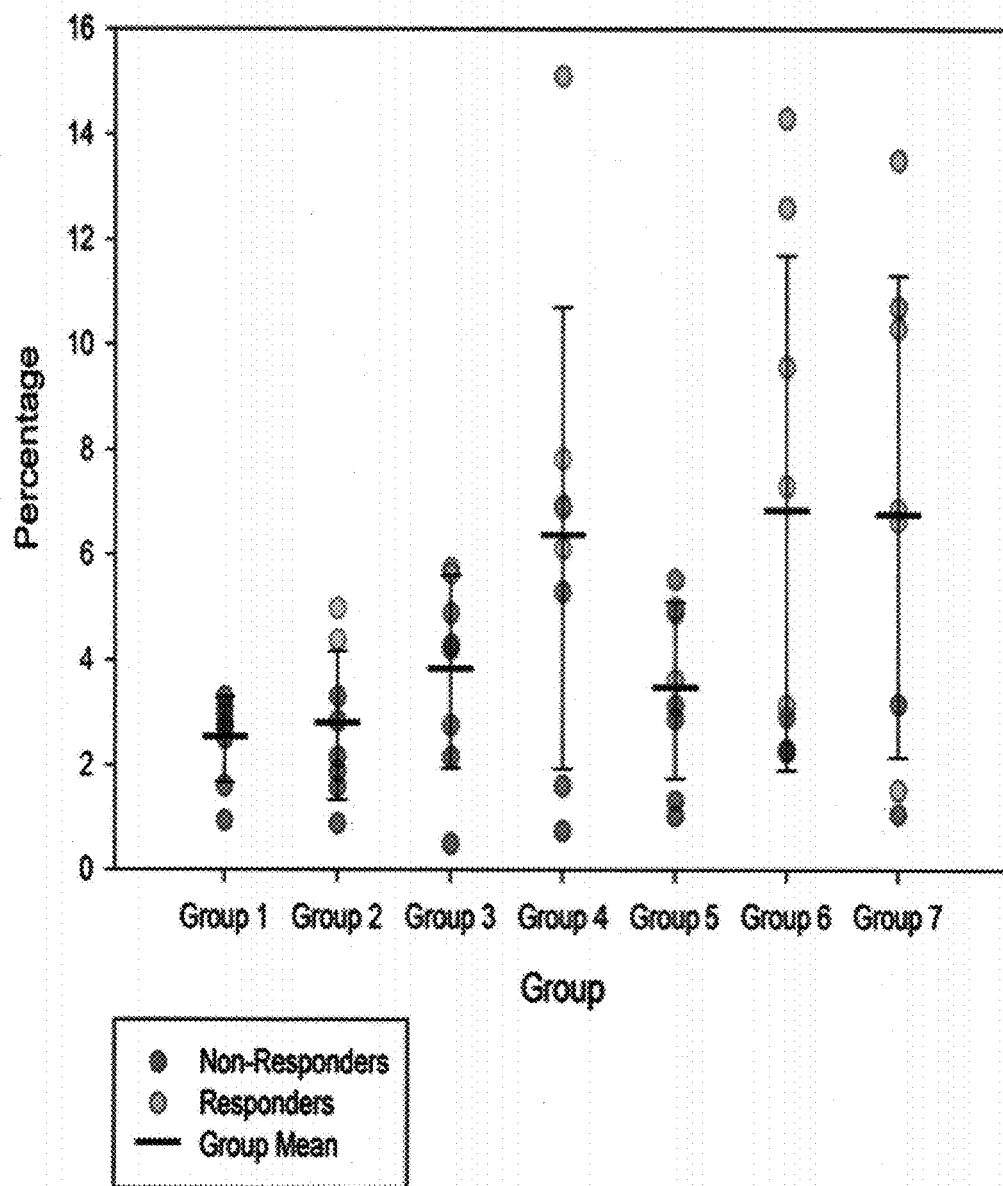 16
14
12
10
8
6
4
2
0
Percentage
Group 1 Group 2 Group 3 Group 4 Group 5 Group 6 Group 7
Group
Non-Responders
Responders
Group Mean